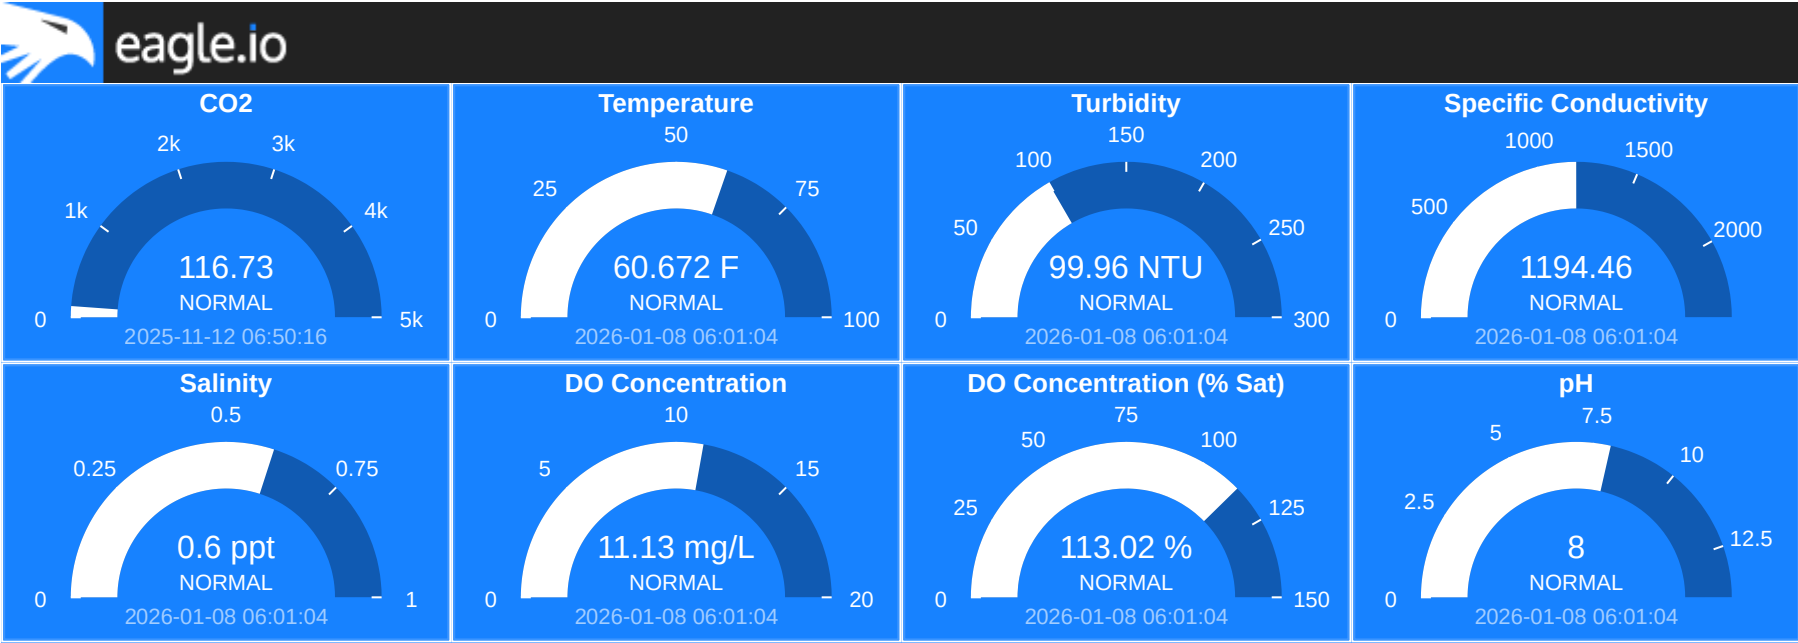 eagle.io
CO2
2k 3k
1k 4k
116.73
NORMAL
0 5k
2025-11-12 06:50:16
Temperature
50
25 75
60.672 F
NORMAL
0 100
2026-01-08 06:01:04
Turbidity
150
100 200
50 250
99.96 NTU
NORMAL
0 300
2026-01-08 06:01:04
Specific Conductivity
1000 1500
500 2000
1194.46
NORMAL
0
2026-01-08 06:01:04
Salinity
0.5
0.25 0.75
0.6 ppt
NORMAL
0 1
2026-01-08 06:01:04
DO Concentration
10
5 15
11.13 mg/L
NORMAL
0 20
2026-01-08 06:01:04
DO Concentration (% Sat)
75
50 100
25 125
113.02 %
NORMAL
0 150
2026-01-08 06:01:04
pH
7.5
5 10
2.5 12.5
8
NORMAL
0
2026-01-08 06:01:04